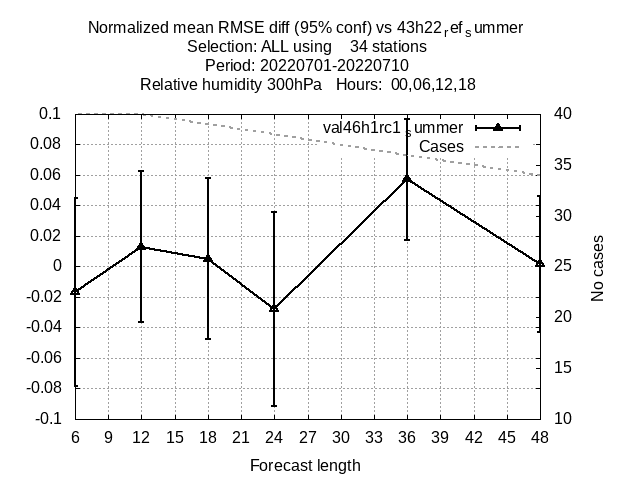 Normalized mean RMSE diff (95% conf) vs 43h22refsummer
Selection: ALL using 34 stations
Period: 20220701-20220710
Relative humidity 300hPa Hours: 00,06,12,18
0.1 40
val46h1rc1summer
0.08
Cases
0.06 35
0.04 30
0.02
0 25
-0.02
-0.04 20
-0.06
-0.08 15
-0.1 10
No cases
6 9 12 15 18 21 24 27 30 33 36 39 42 45 48
Forecast length